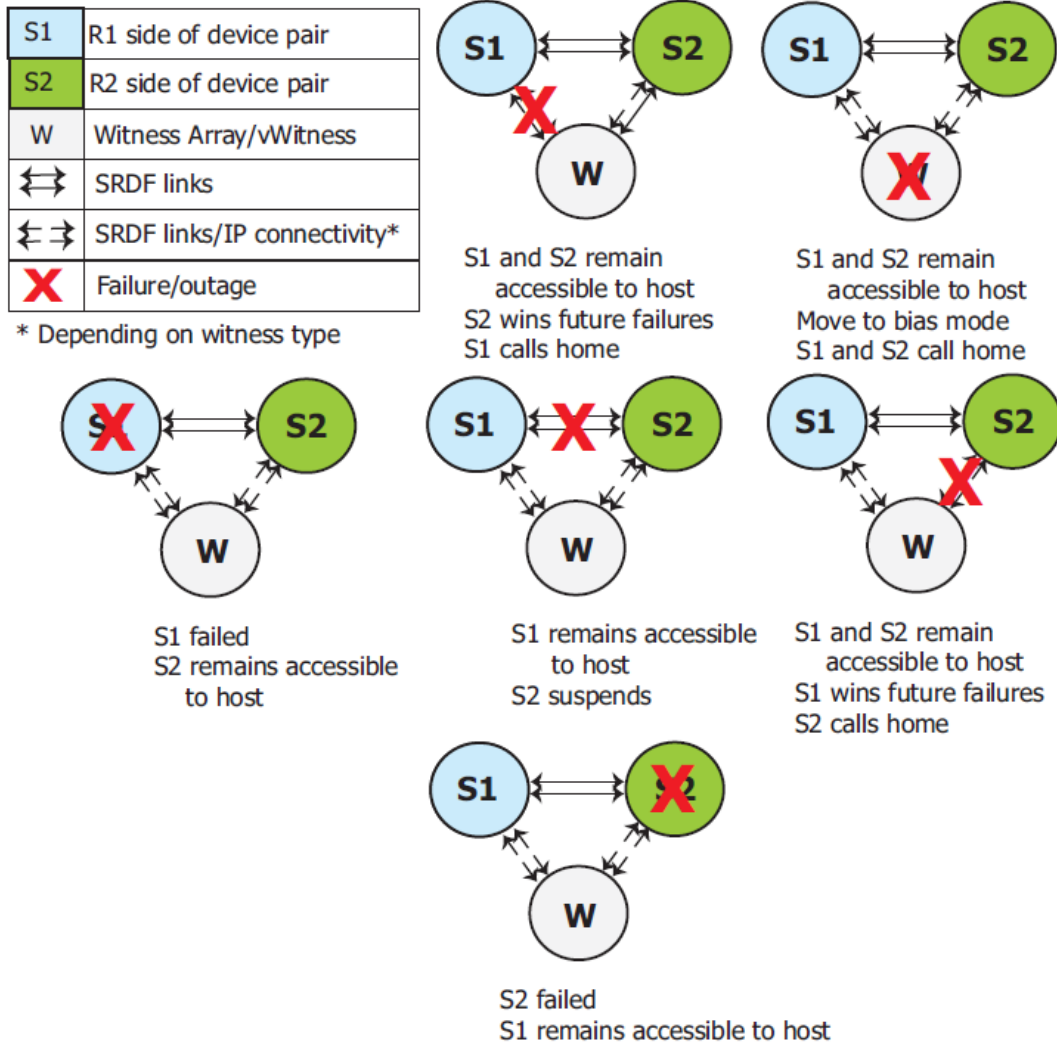 S1 R1 side of device pair
S2 R2 side of device pair
W Witness Array/vWitness
SRDF links
SRDF links/IP connectivity*
X Failure/outage
* Depending on witness type
S1 S2
W
S1 and S2 remain
accessible to host
S2 wins future failures
S1 calls home
S1 S2
W
S1 and S2 remain
accessible to host
Move to bias mode
S1 and S2 call home
S1 S2
W
S1 failed
S2 remains accessible
to host
S1 S2
W
S1 remains accessible
to host
S2 suspends
S1 S2
W
S1 and S2 remain
accessible to host
S1 wins future failures
S2 calls home
S1 S2
W
S2 failed
S1 remains accessible to host